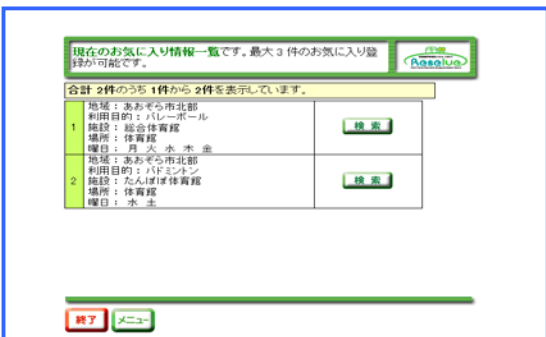 現在のお気に入り情報一覧です。最大3件のお気に入り登
録が可能です。
Reselue
合計 2件のうち 1件から 2件を表示しています。
1
地域：あおぞら市北部
利用目的：バレーボール
施設：総合体育館
場所：体育館
曜日： 月 火 水 木 金
検索
2
地域：あおぞら市北部
利用目的：バドミントン
施設：たんぽぽ体育館
場所：体育館
曜日： 水 土
検索
終了
メニュー